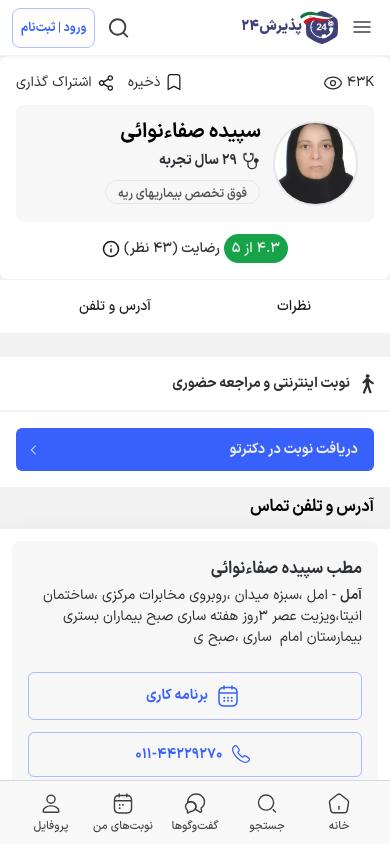 پذیرش۲۴
24
ورود | ثبت‌نام
۴۳K
ذخیره
اشتراک گذاری
سپیده صفاءنوائی
۲۹ سال تجربه
فوق تخصص بیماریهای ریه
۴.۳ از ۵ رضایت (۴۳ نظر)
نظرات
آدرس و تلفن
نوبت اینترنتی و مراجعه حضوری
دریافت نوبت در دکترتو
آدرس و تلفن تماس
مطب سپیده صفاءنوائی
آمل - امل ،سبزه میدان ،روبروی مخابرات مرکزی ،ساختمان
انیتا،ویزیت عصر ۳روز هفته ساری صبح بیماران بستری
بیمارستان امام  ساری ،صبح ی
برنامه کاری
۰۱۱-۴۴۲۲۹۲۷۰
خانه
جستجو
گفت‌وگوها
نوبت‌های من
پروفایل